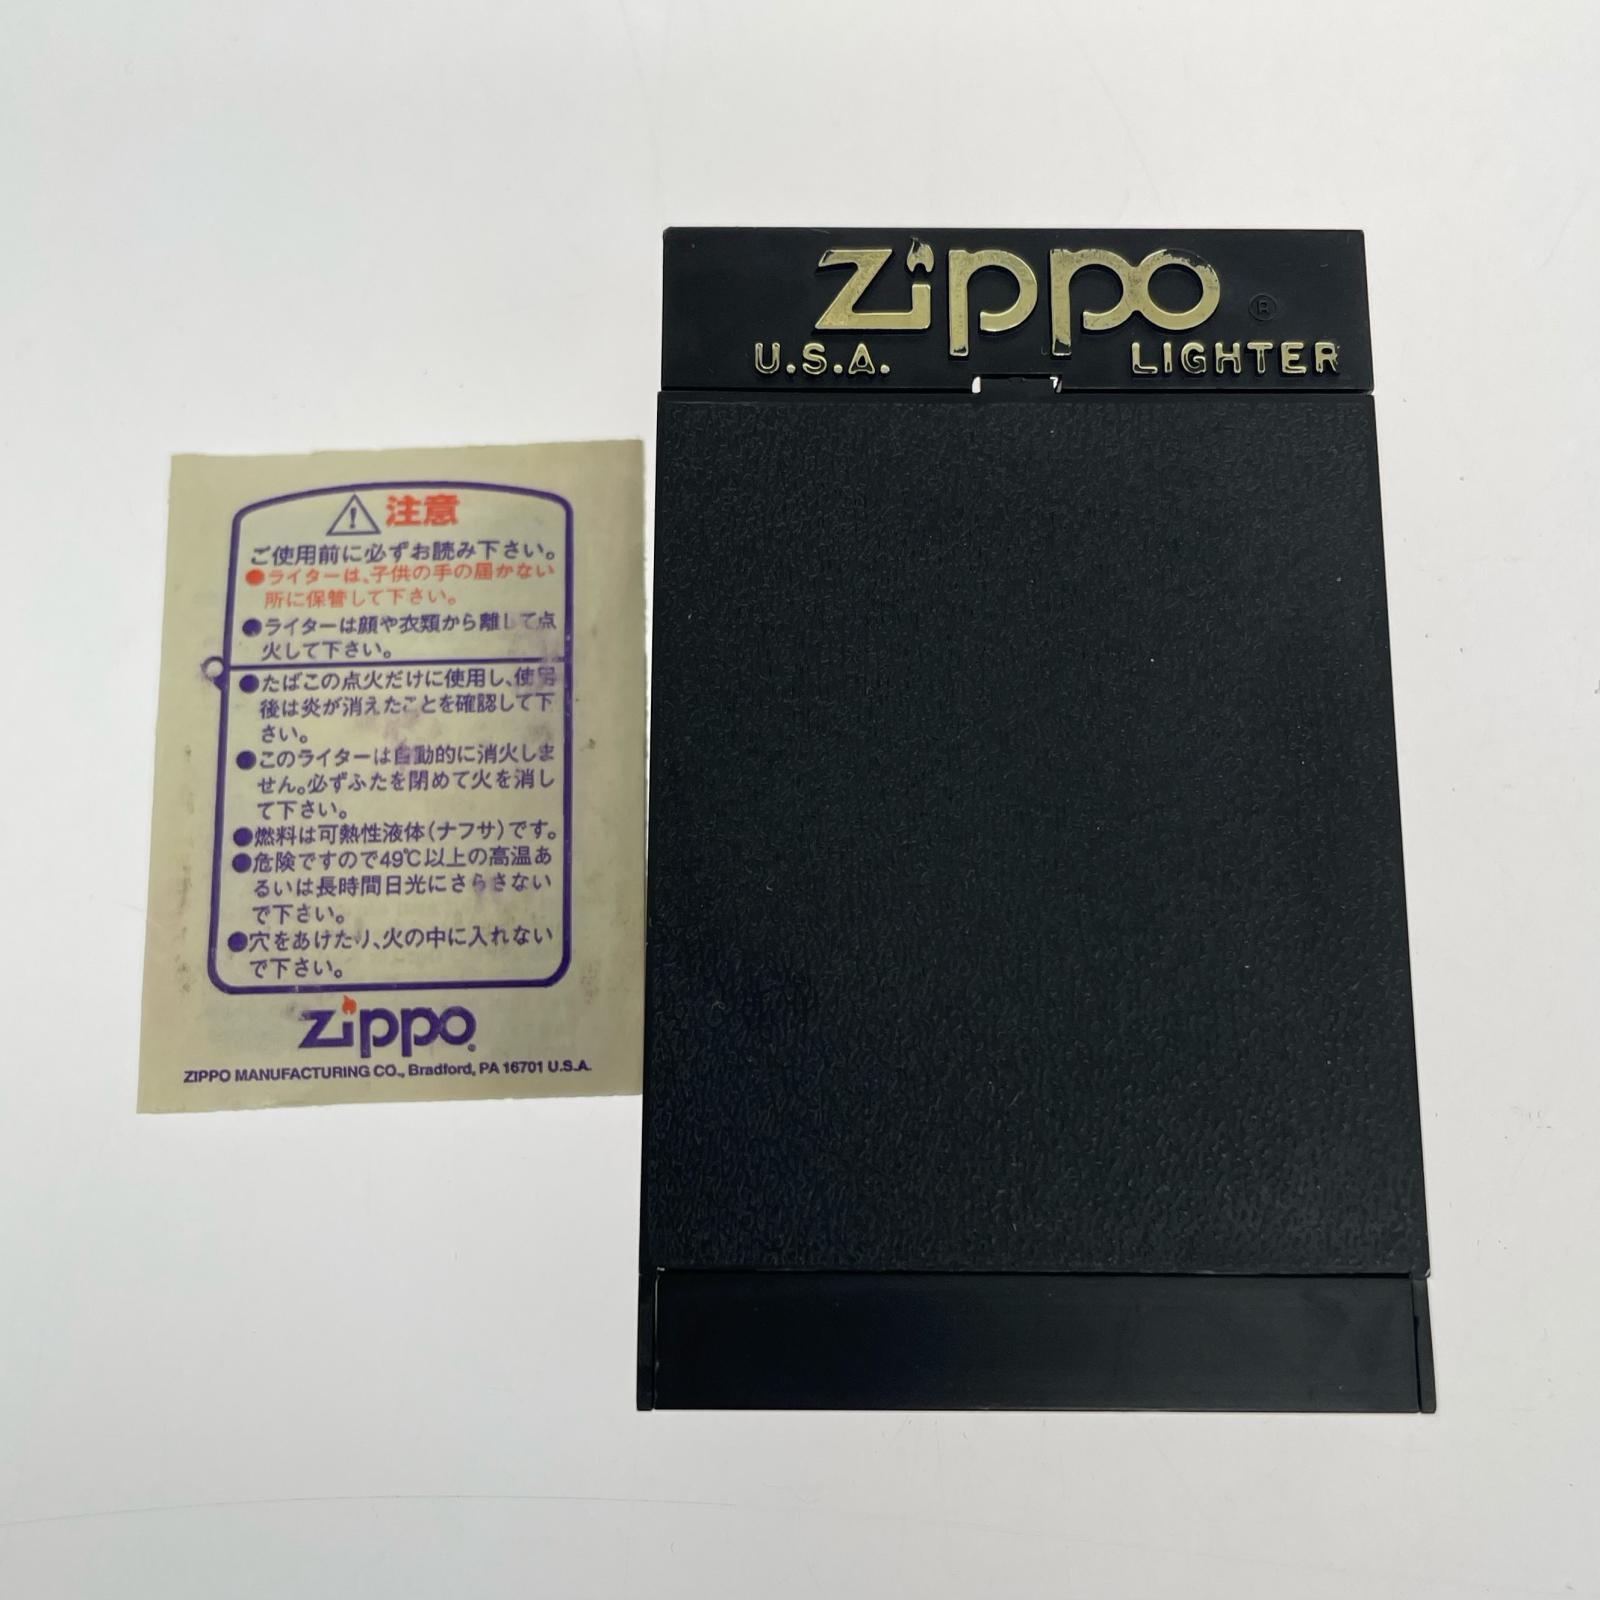 注意
ご使用前に必ずお読み下さい。
●ライターは、子供の手の届かない
所に保管して下さい。
●ライターは顔や衣類から離して点
火して下さい。
●たばこの点火だけに使用し、使用
後は炎が消えたことを確認して下
さい。
●このライターは自動的に消火しま
せん。必ずふたを閉めて火を消し
て下さい。
●燃料は可熱性液体(ナフサ)です。
●危険ですので49℃以上の高温あ
るいは長時間日光にさらさない
で下さい。
●穴をあけたり、火の中に入れない
で下さい。
zippo®
ZIPPO MANUFACTURING CO., Bradford, PA 16701 U.S.A.
zippo®
U.S.A. LIGHTER